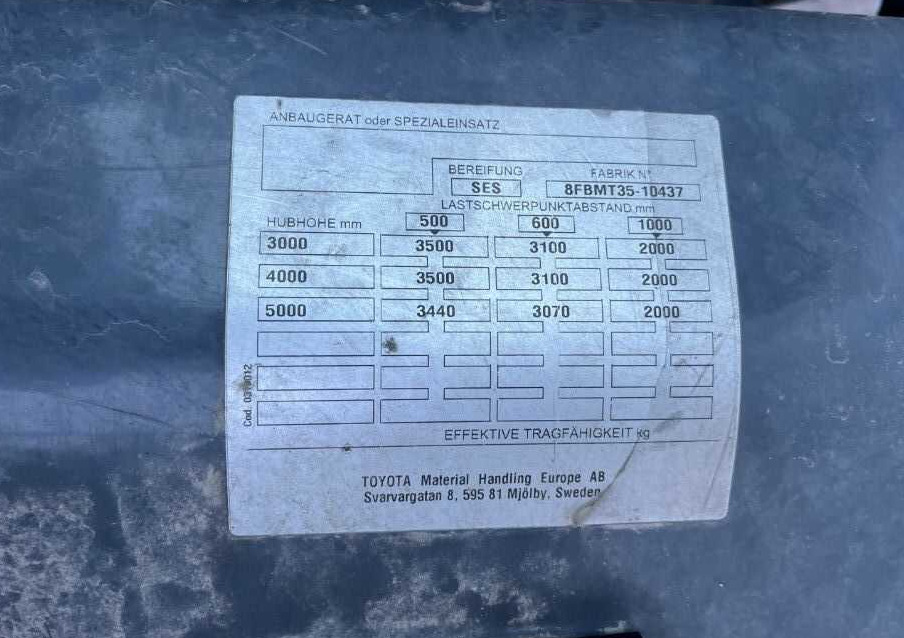 ANBAUGERAT oder SPEZIALEINSATZ
BEREIFUNG FABRIK N°
SES 8FBMT35-10437
LASTSCHWERPUNKTABSTAND mm
HUBHÖHE mm 500 600 1000
3000 3500 3100 2000
4000 3500 3100 2000
5000 3440 3070 2000
Cod.
EFFEKTIVE TRAGFÄHIGKEIT kg
TOYOTA Material Handling Europe AB
Svarvargatan 8, 595 81 Mjölby, Sweden